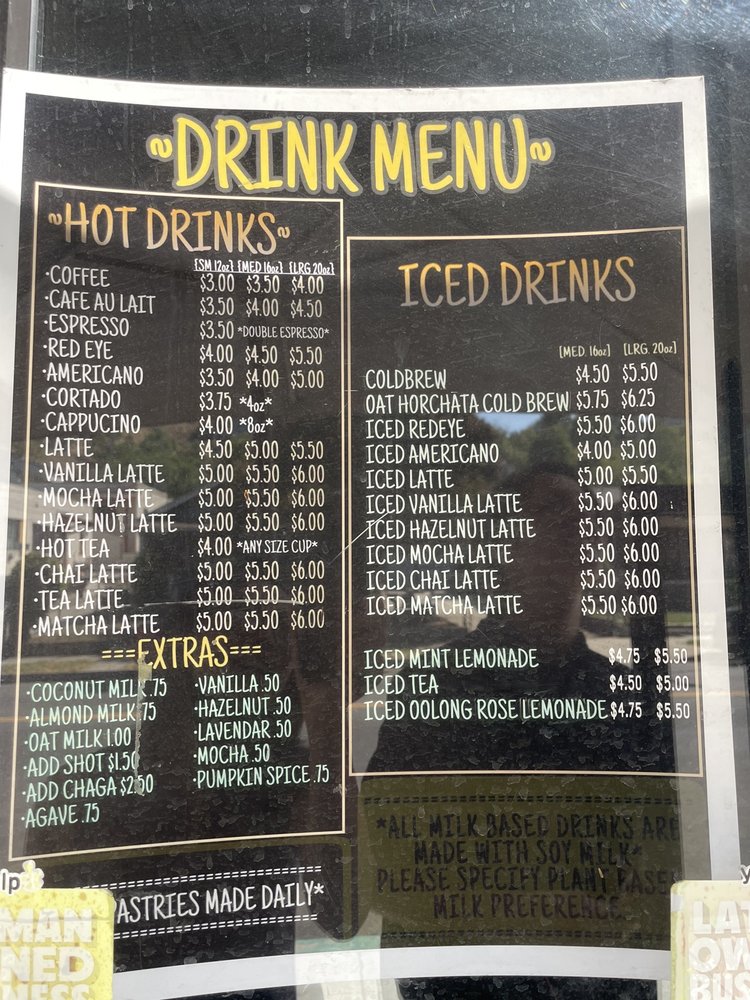 ~DRINK MENU~
~HOT DRINKS~
[SM 12oz] [MED 16oz] [LRG 20oz]
·COFFEE $3.00 $3.50 $4.00
·CAFE AU LAIT $3.50 $4.00 $4.50
·ESPRESSO $3.50 *DOUBLE ESPRESSO*
·RED EYE $4.00 $4.50 $5.50
·AMERICANO $3.50 $4.00 $5.00
·CORTADO $3.75 *4oz*
·CAPPUCINO $4.00 *8oz*
·LATTE $4.50 $5.00 $5.50
·VANILLA LATTE $5.00 $5.50 $6.00
·MOCHA LATTE $5.00 $5.50 $6.00
·HAZELNUT LATTE $5.00 $5.50 $6.00
·HOT TEA $4.00 *ANY SIZE CUP*
·CHAI LATTE $5.00 $5.50 $6.00
·TEA LATTE $5.00 $5.50 $6.00
·MATCHA LATTE $5.00 $5.50 $6.00
===EXTRAS===
·COCONUT MILK .75
·ALMOND MILK .75
·OAT MILK 1.00
·ADD SHOT $1.50
·ADD CHAGA $2.50
·AGAVE .75
·VANILLA .50
·HAZELNUT .50
·LAVENDAR .50
·MOCHA .50
·PUMPKIN SPICE .75
PASTRIES MADE DAILY*
ICED DRINKS
[MED. 16oz] [LRG. 20oz]
COLDBREW $4.50 $5.50
OAT HORCHATA COLD BREW $5.75 $6.25
ICED REDEYE $5.50 $6.00
ICED AMERICANO $4.00 $5.00
ICED LATTE $5.00 $5.50
ICED VANILLA LATTE $5.50 $6.00
ICED HAZELNUT LATTE $5.50 $6.00
ICED MOCHA LATTE $5.50 $6.00
ICED CHAI LATTE $5.50 $6.00
ICED MATCHA LATTE $5.50 $6.00
ICED MINT LEMONADE $4.75 $5.50
ICED TEA $4.50 $5.00
ICED OOLONG ROSE LEMONADE $4.75 $5.50
*ALL MILK BASED DRINKS ARE
MADE WITH SOY MILK*
PLEASE SPECIFY PLANT BASED
MILK PREFERENCE.